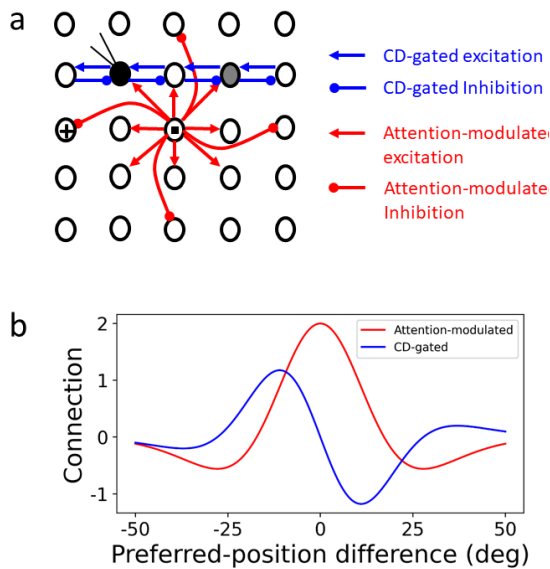 a
CD-gated excitation
CD-gated Inhibition
Attention-modulated
excitation
Attention-modulated
Inhibition
b
Connection
2
1
0
-1
Attention-modulated
CD-gated
-50 -25 0 25 50
Preferred-position difference (deg)